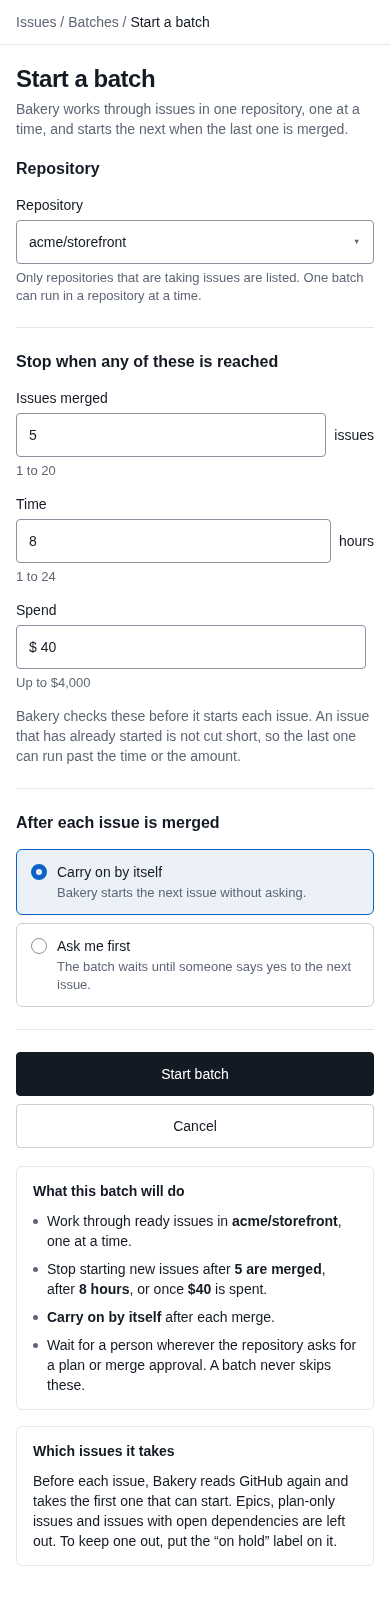 Issues / Batches / Start a batch
Start a batch
Bakery works through issues in one repository, one at a
time, and starts the next when the last one is merged.
Repository
Repository
acme/storefront
Only repositories that are taking issues are listed. One batch
can run in a repository at a time.
Stop when any of these is reached
Issues merged
5 issues
1 to 20
Time
8 hours
1 to 24
Spend
$ 40
Up to $4,000
Bakery checks these before it starts each issue. An issue
that has already started is not cut short, so the last one
can run past the time or the amount.
After each issue is merged
Carry on by itself
Bakery starts the next issue without asking.
Ask me first
The batch waits until someone says yes to the next
issue.
Start batch
Cancel
What this batch will do
Work through ready issues in acme/storefront,
one at a time.
Stop starting new issues after 5 are merged,
after 8 hours, or once $40 is spent.
Carry on by itself after each merge.
Wait for a person wherever the repository asks for
a plan or merge approval. A batch never skips
these.
Which issues it takes
Before each issue, Bakery reads GitHub again and
takes the first one that can start. Epics, plan-only
issues and issues with open dependencies are left
out. To keep one out, put the “on hold” label on it.